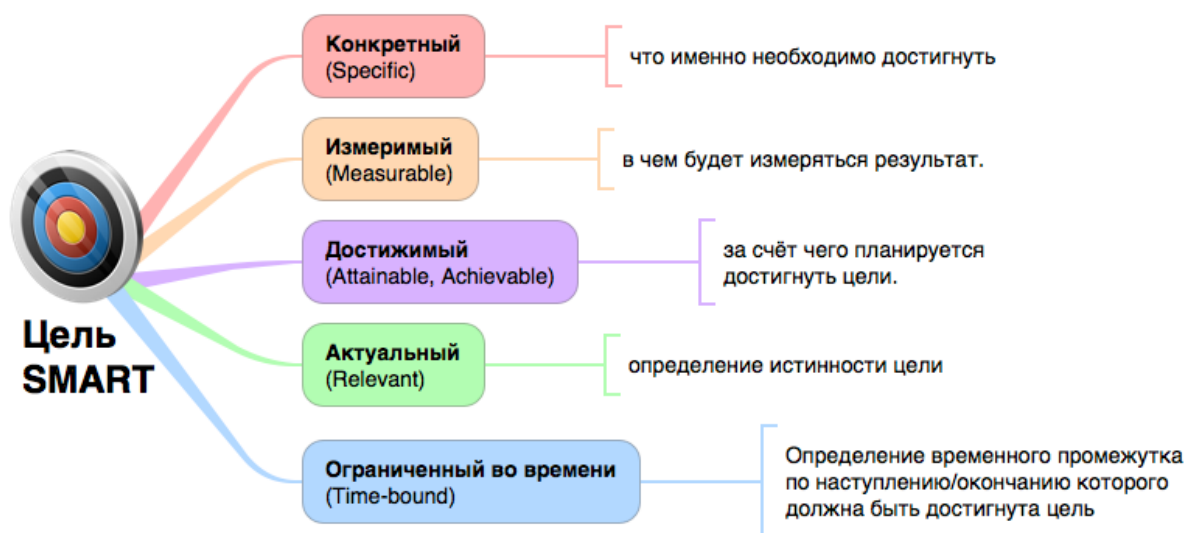 Конкретный
(Specific)
что именно необходимо достигнуть
Измеримый
(Measurable)
в чем будет измеряться результат.
Достижимый
(Attainable, Achievable)
за счёт чего планируется
достигнуть цели.
Цель
SMART
Актуальный
(Relevant)
определение истинности цели
Ограниченный во времени
(Time-bound)
Определение временного промежутка
по наступлению/окончанию которого
должна быть достигнута цель